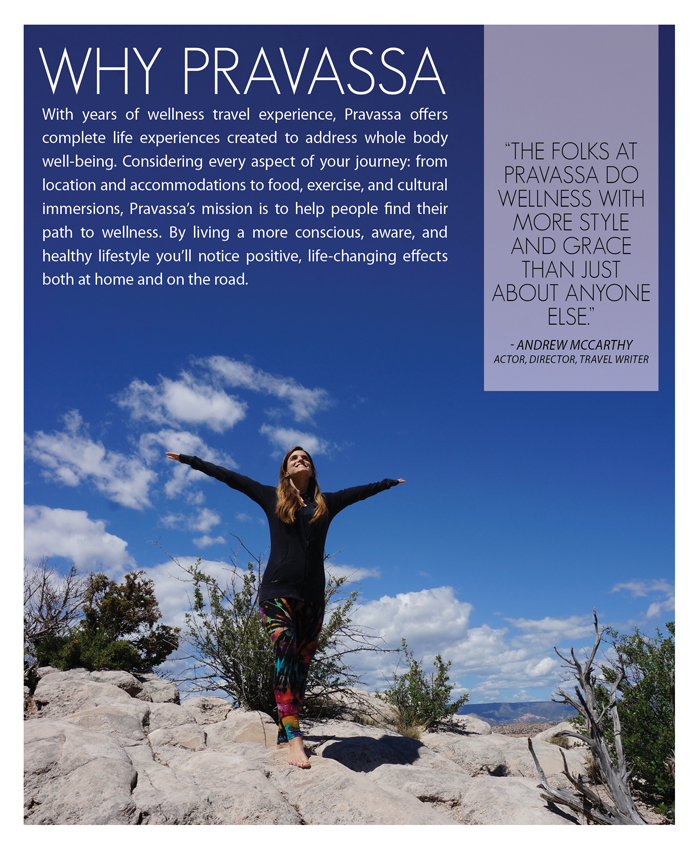 WHY PRAVASSA
With years of wellness travel experience, Pravassa offers
complete life experiences created to address whole body
well-being. Considering every aspect of your journey: from
location and accommodations to food, exercise, and cultural
immersions, Pravassa's mission is to help people find their
path to wellness. By living a more conscious, aware, and
healthy lifestyle you'll notice positive, life-changing effects
both at home and on the road.
"THE FOLKS AT
PRAVASSA DO
WELLNESS WITH
MORE STYLE
AND GRACE
THAN JUST
ABOUT ANYONE
ELSE."
- ANDREW MCCARTHY
ACTOR, DIRECTOR, TRAVEL WRITER